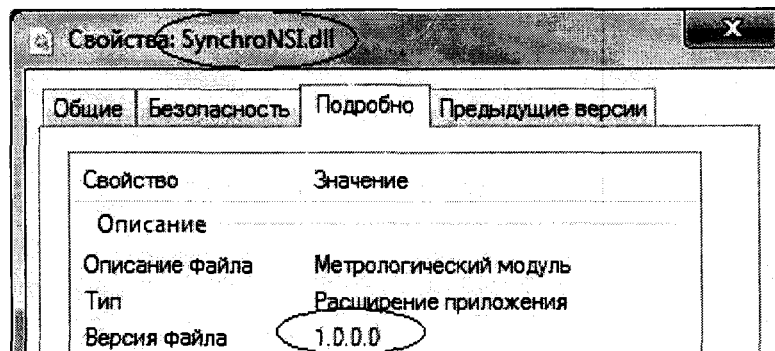 Свойства: SynchroNSI.dll
Общие Безопасность Подробно Предыдущие версии
Свойство Значение
Описание
Описание файла Метрологический модуль
Тип Расширение приложения
Версия файла 1.0.0.0